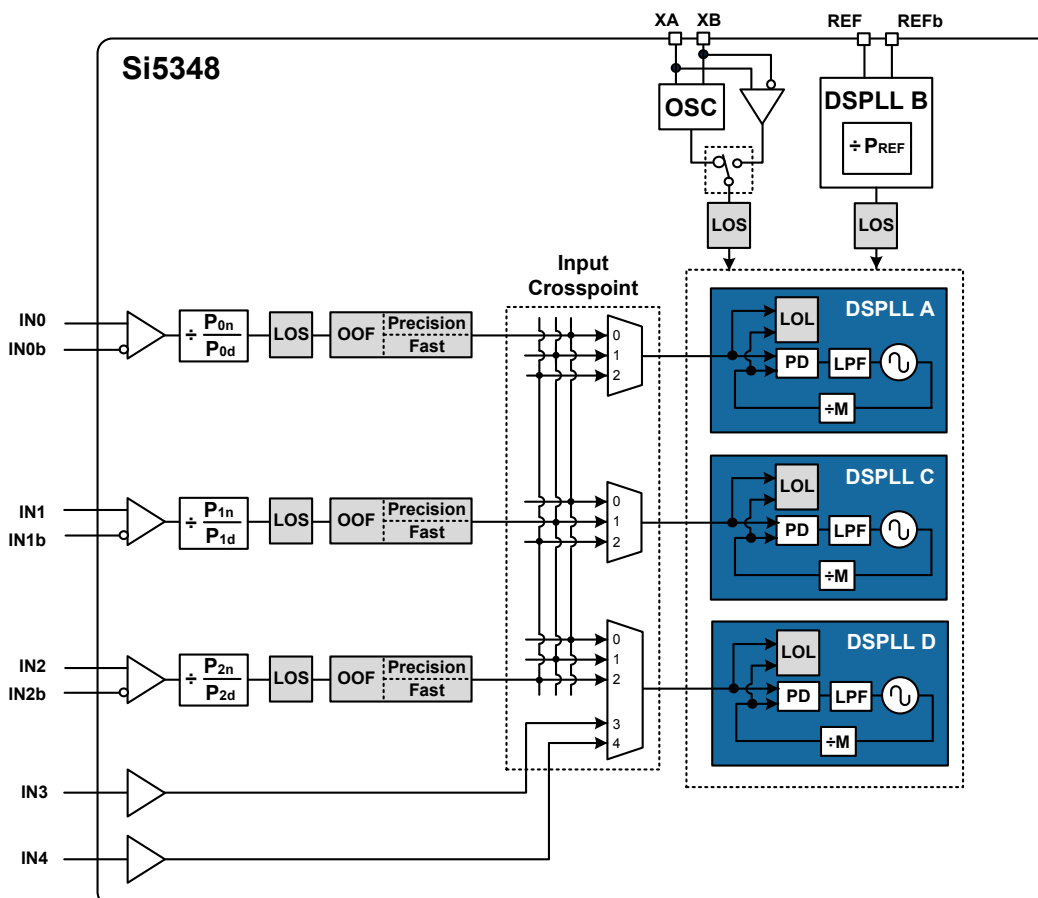 XA XB REF REFb
Si5348
OSC
DSPLL B
÷ PREF
LOS
LOS
Input
Crosspoint
IN0
IN0b
÷ P0n
P0d
LOS
OOF
Precision
Fast
0
1
2
DSPLL A
LOL
PD
LPF
÷M
IN1
IN1b
÷ P1n
P1d
LOS
OOF
Precision
Fast
0
1
2
DSPLL C
LOL
PD
LPF
÷M
IN2
IN2b
÷ P2n
P2d
LOS
OOF
Precision
Fast
0
1
2
3
4
DSPLL D
LOL
PD
LPF
÷M
IN3
IN4